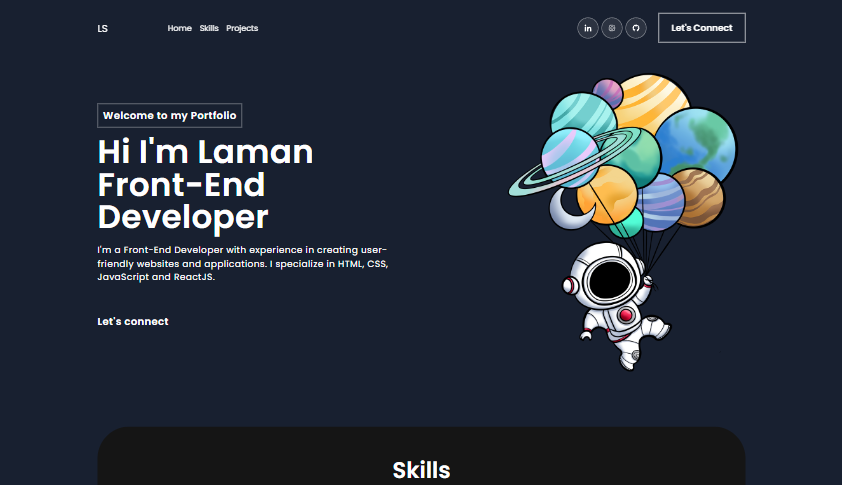 LS
Home Skills Projects
Let's Connect
Welcome to my Portfolio
Hi I'm Laman
Front-End
Developer
I'm a Front-End Developer with experience in creating user-
friendly websites and applications. I specialize in HTML, CSS,
JavaScript and ReactJS.
Let's connect
Skills